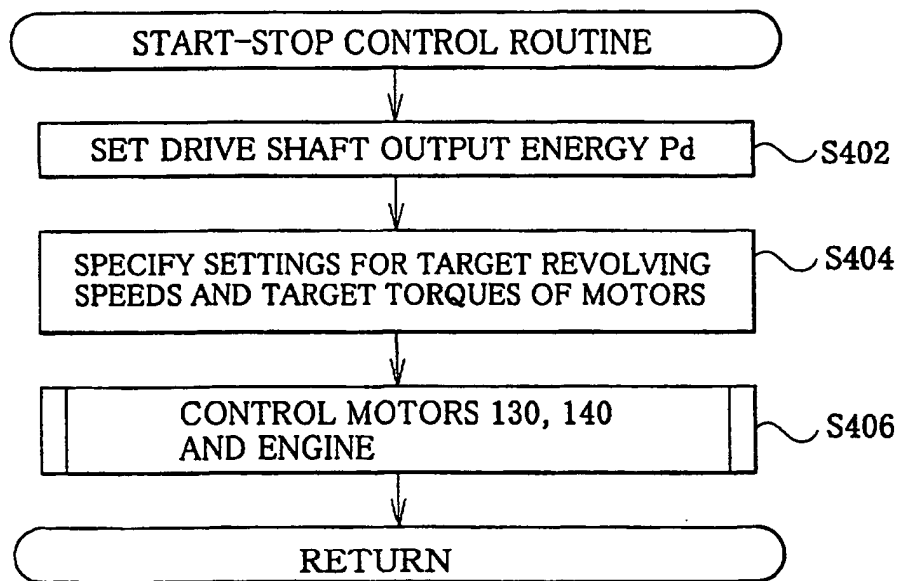 START-STOP CONTROL ROUTINE
SET DRIVE SHAFT OUTPUT ENERGY Pd
S402
SPECIFY SETTINGS FOR TARGET REVOLVING
SPEEDS AND TARGET TORQUES OF MOTORS
S404
CONTROL MOTORS 130, 140
AND ENGINE
S406
RETURN